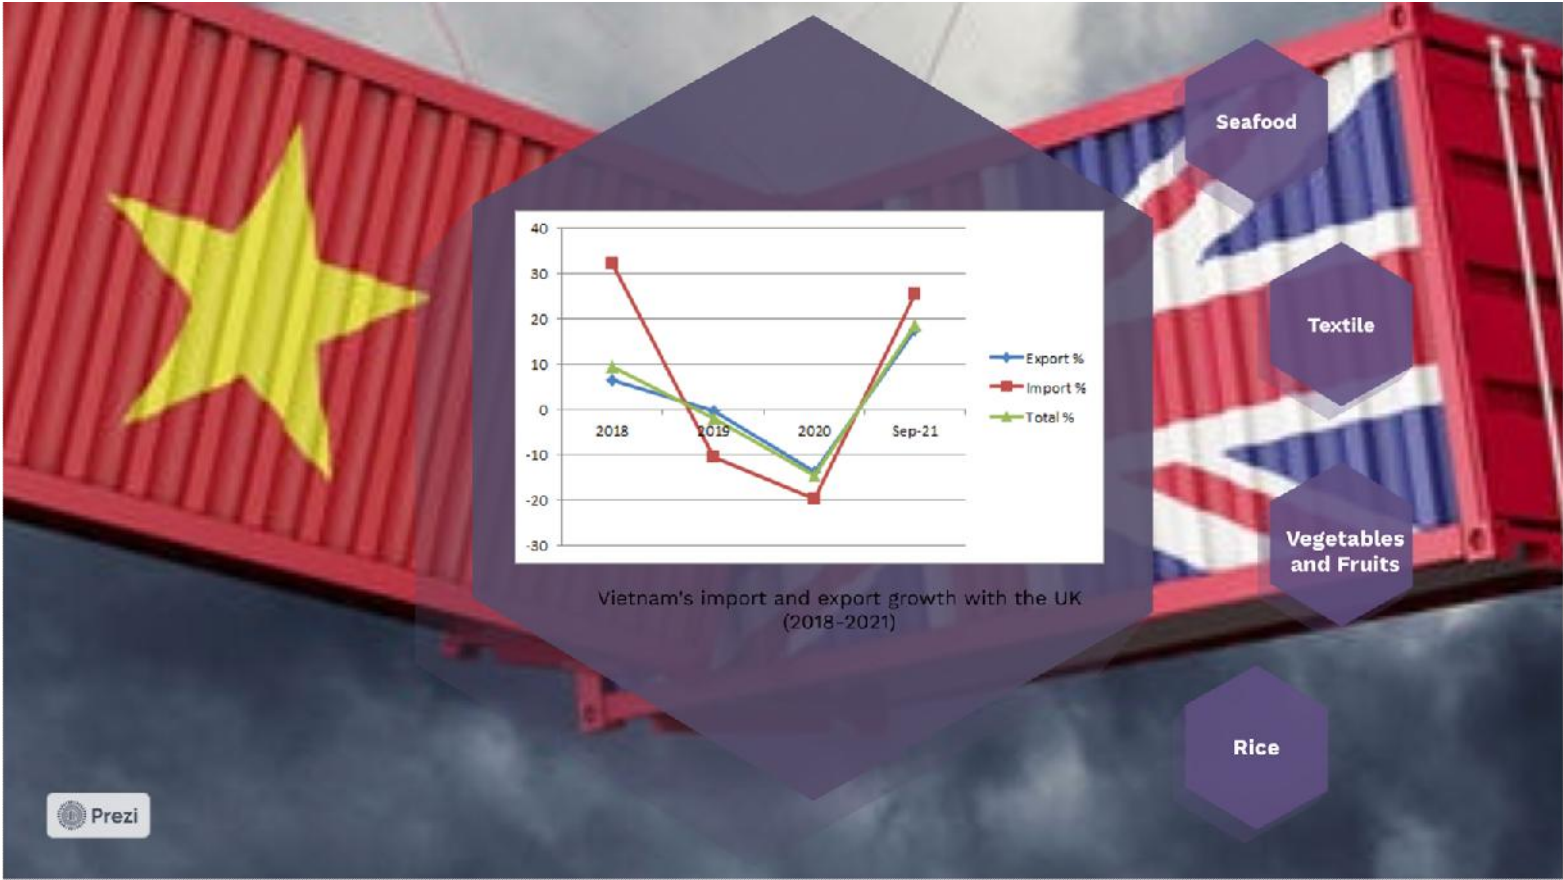 40
30
20
10
0
-10
-20
-30
2018
2019
2020
Sep-21
Export %
Import %
Total %
Vietnam's import and export growth with the UK
(2018-2021)
Seafood
Textile
Vegetables
and Fruits
Rice
Prezi